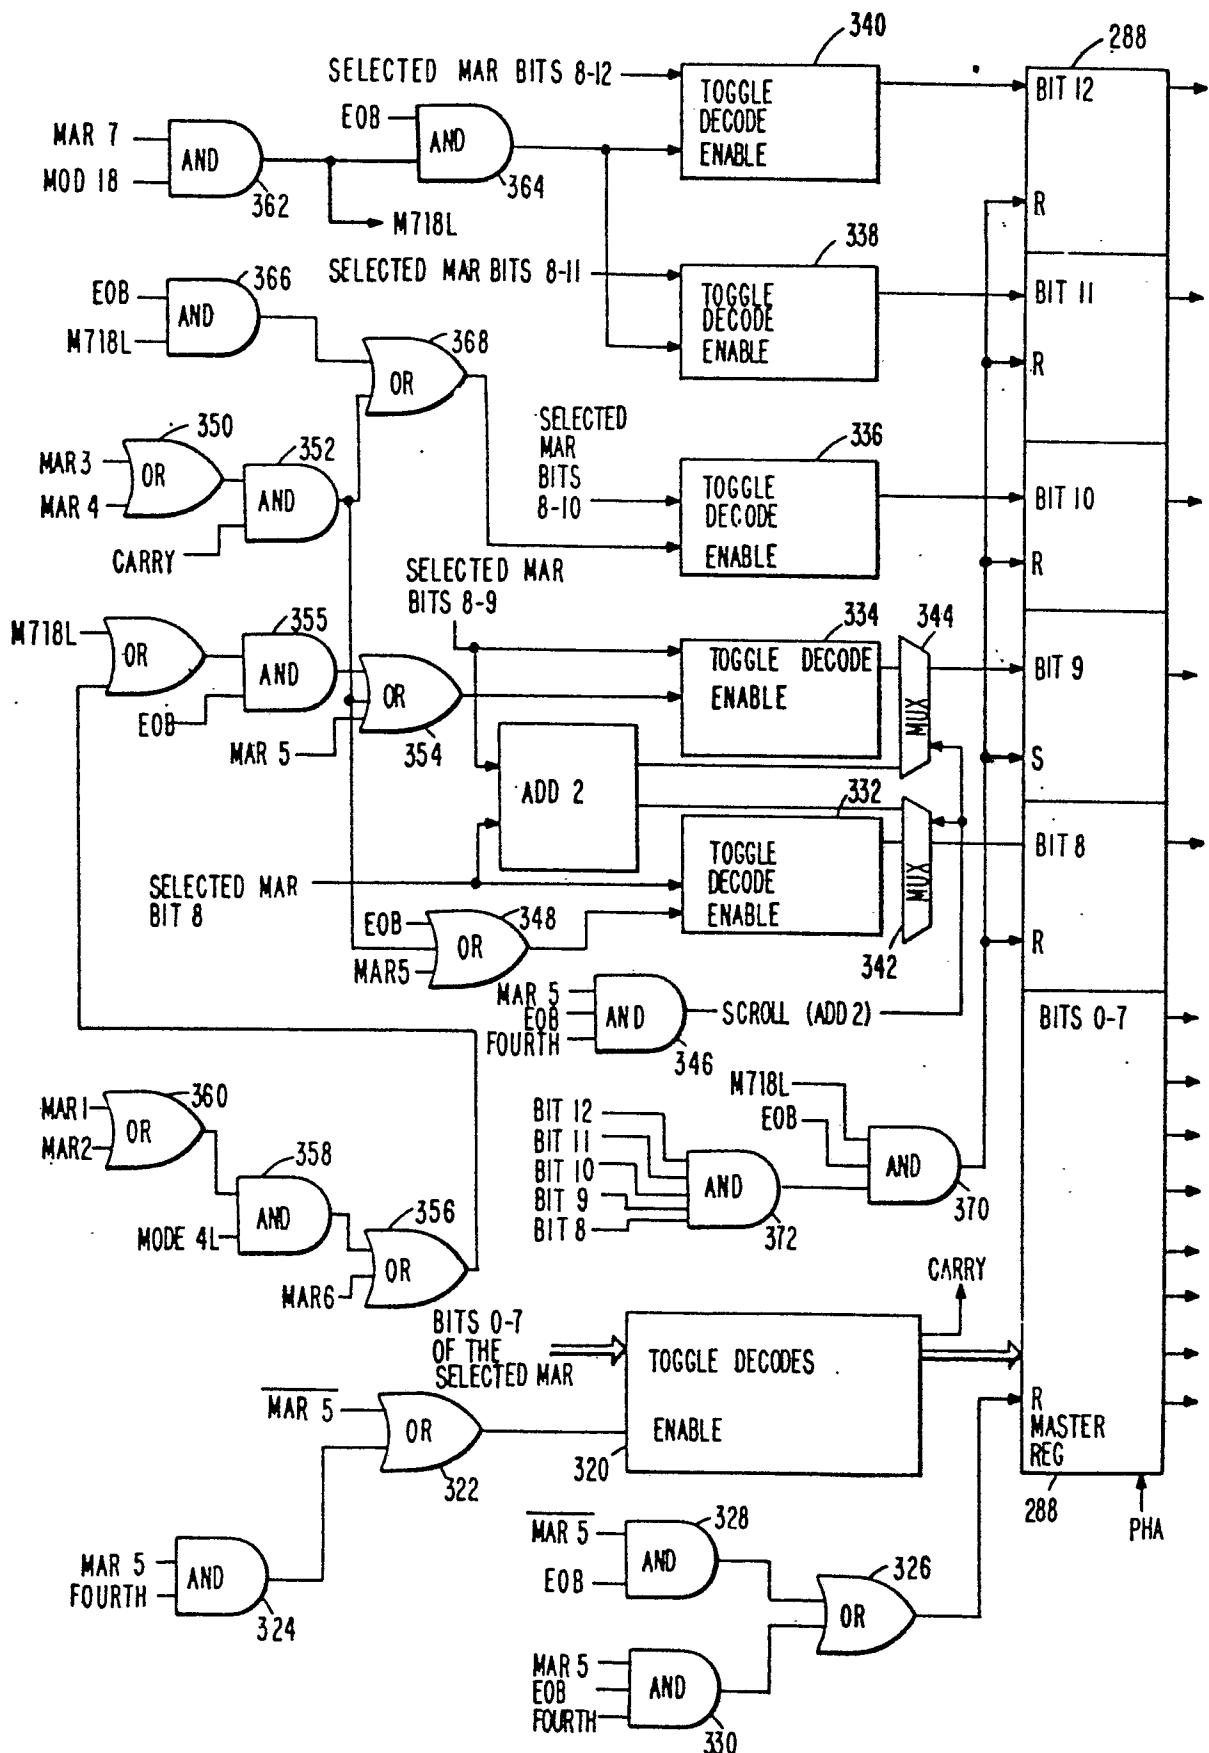 340
288
SELECTED MAR BITS 8-12
TOGGLE
DECODE
ENABLE
BIT 12
EOB
AND
364
MAR 7
MOD 18
AND
362
M718L
R
338
SELECTED MAR BITS 8-11
TOGGLE
DECODE
ENABLE
BIT 11
R
366
EOB
M718L
AND
368
OR
SELECTED
MAR
BITS
8-10
336
TOGGLE
DECODE
ENABLE
BIT 10
R
350
MAR 3
MAR 4
OR
352
AND
CARRY
SELECTED MAR
BITS 8-9
334
TOGGLE DECODE
ENABLE
344
MUX
BIT 9
S
M718L
OR
355
AND
EOB
OR
MAR 5
354
ADD 2
332
TOGGLE
DECODE
ENABLE
MUX
342
BIT 8
R
SELECTED MAR
BIT 8
EOB
MAR5
OR
348
MAR 5
EOB
FOURTH
AND
346
SCROLL (ADD 2)
BITS 0-7
M718L
EOB
AND
370
BIT 12
BIT 11
BIT 10
BIT 9
BIT 8
AND
372
360
MAR1
MAR2
OR
358
AND
MODE 4L
356
OR
MAR6
CARRY
BITS 0-7
OF THE
SELECTED MAR
TOGGLE DECODES
ENABLE
320
R
MASTER
REG
288
PHA
MAR 5
OR
322
MAR 5
FOURTH
AND
324
MAR 5
EOB
AND
328
326
OR
MAR 5
EOB
FOURTH
AND
330